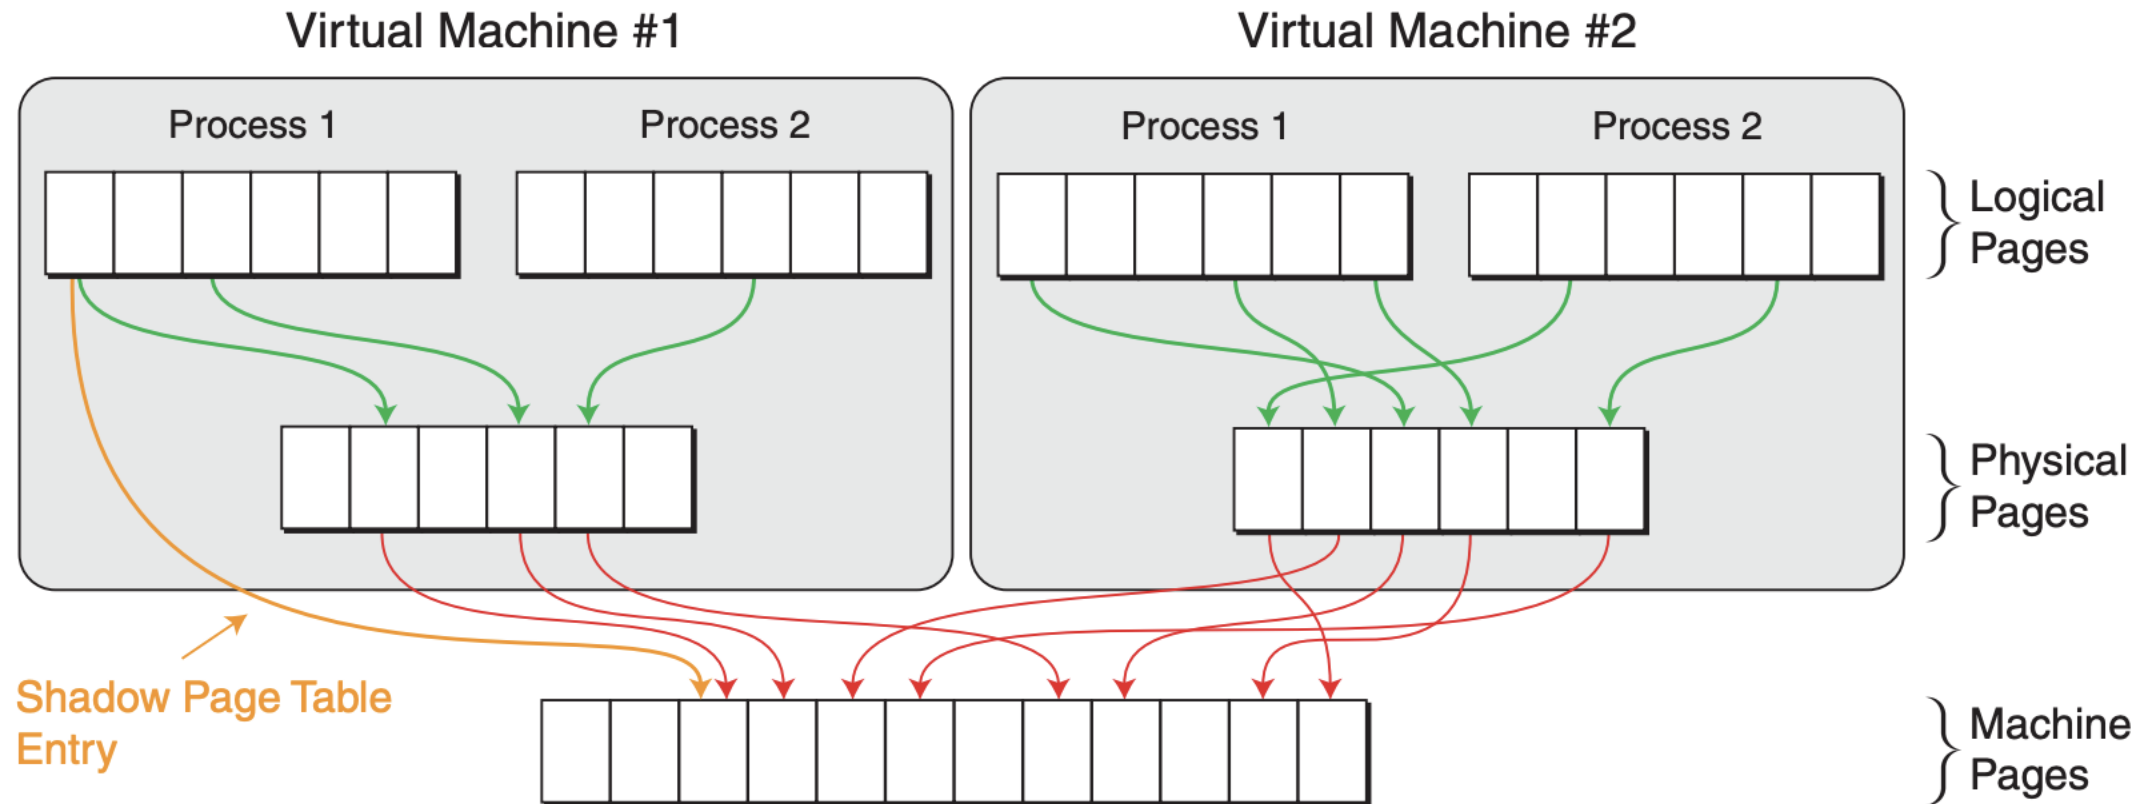 Virtual Machine #1
Virtual Machine #2
Process 1
Process 2
Process 1
Process 2
Logical
Pages
Physical
Pages
Shadow Page Table
Entry
Machine
Pages